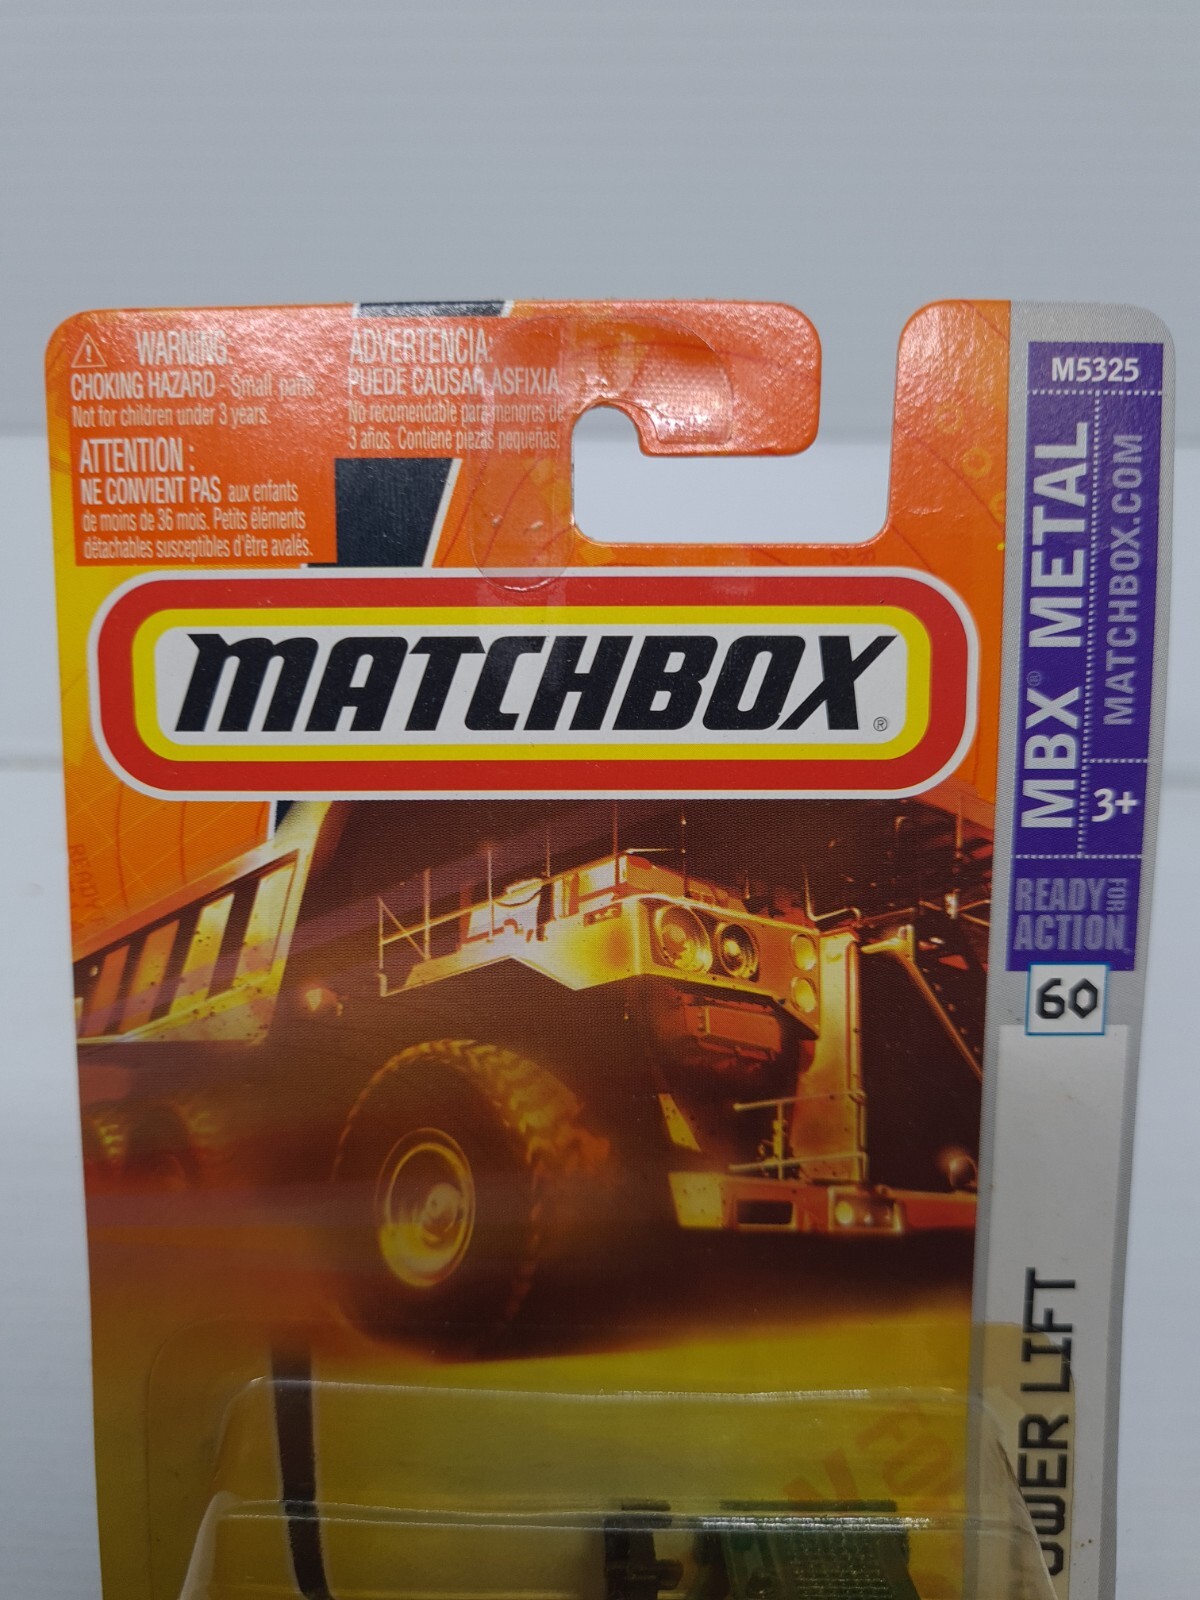 WARNING:
CHOKING HAZARD - Small parts
Not for children under 3 years.
ATTENTION :
NE CONVIENT PAS aux enfants
de moins de 36 mois. Petits éléments
détachables susceptibles d'être avalés.
ADVERTENCIA:
PUEDE CAUSAR ASFIXIA
No recomendable para menores de
3 años. Contiene piezas pequeñas.
MATCHBOX®
M5325
MBX® METAL
MATCHBOX.COM
3+
READY FOR
ACTION™
60
LIFT
READY